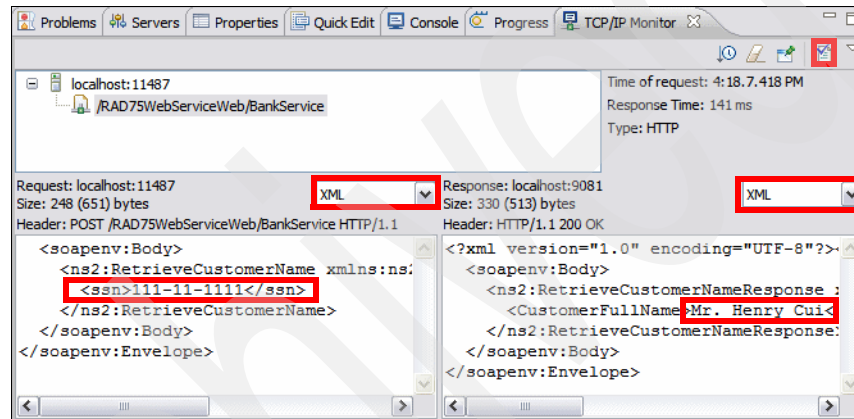 Problems Servers Properties Quick Edit Console Progress TCP/IP Monitor
localhost:11487
/RAD75WebServiceWeb/BankService
Time of request: 4:18.7.418 PM
Response Time: 141 ms
Type: HTTP
Request: localhost:11487
Size: 248 (651) bytes
Header: POST /RAD75WebServiceWeb/BankService HTTP/1.1
XML
Response: localhost:9081
Size: 330 (513) bytes
Header: HTTP/1.1 200 OK
XML
<soapenv:Body>
<ns2:RetrieveCustomerName xmlns:ns2
<ssn>111-11-1111</ssn>
</ns2:RetrieveCustomerName>
</soapenv:Body>
</soapenv:Envelope>
<?xml version="1.0" encoding="UTF-8"?>
<soapenv:Body>
<ns2:RetrieveCustomerNameResponse
<CustomerFullName>Mr. Henry Cui<
</ns2:RetrieveCustomerNameResponse>
</soapenv:Body>
</soapenv:Envelope>